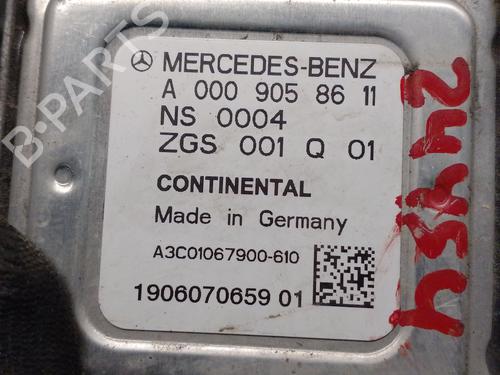 MERCEDES-BENZ
A 000 905 86 11
NS 0004
ZGS 001 Q 01
CONTINENTAL
Made in Germany
A3C01067900-610
1906070659 01
B-PARTS